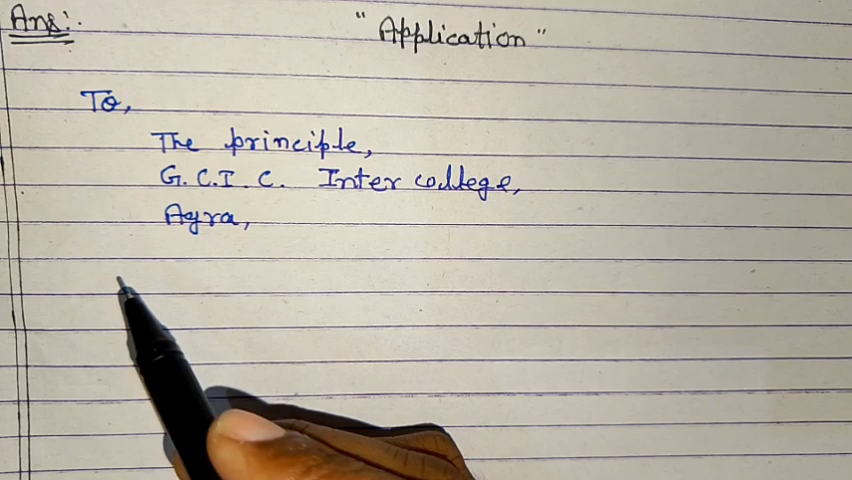 Ans:.
"Application"
To,
The principle,
G.C.I.C. Inter college,
Agra,